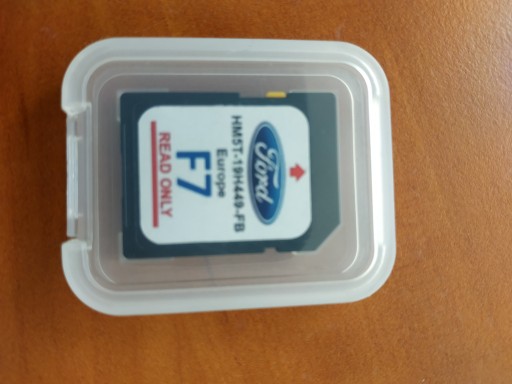 Ford
HM5T-19H449-FB
Europe
F7
READ ONLY